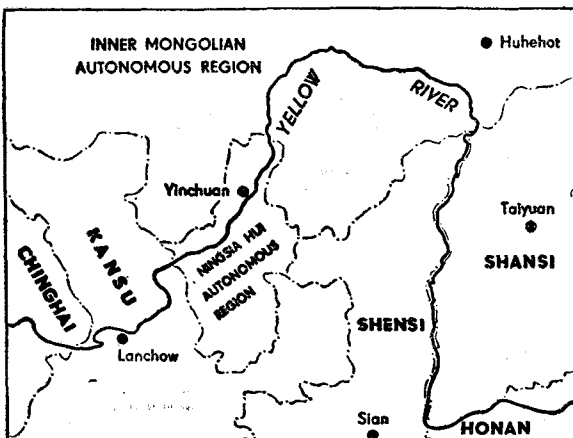 INNER MONGOLIAN
AUTONOMOUS REGION
Huhehot
YELLOW
RIVER
Yinchuan
Taiyuan
KANSU
NINGSIA HUI
AUTONOMOUS
REGION
SHANSI
CHINGHAI
SHENSI
Lanchow
Sian
HONAN